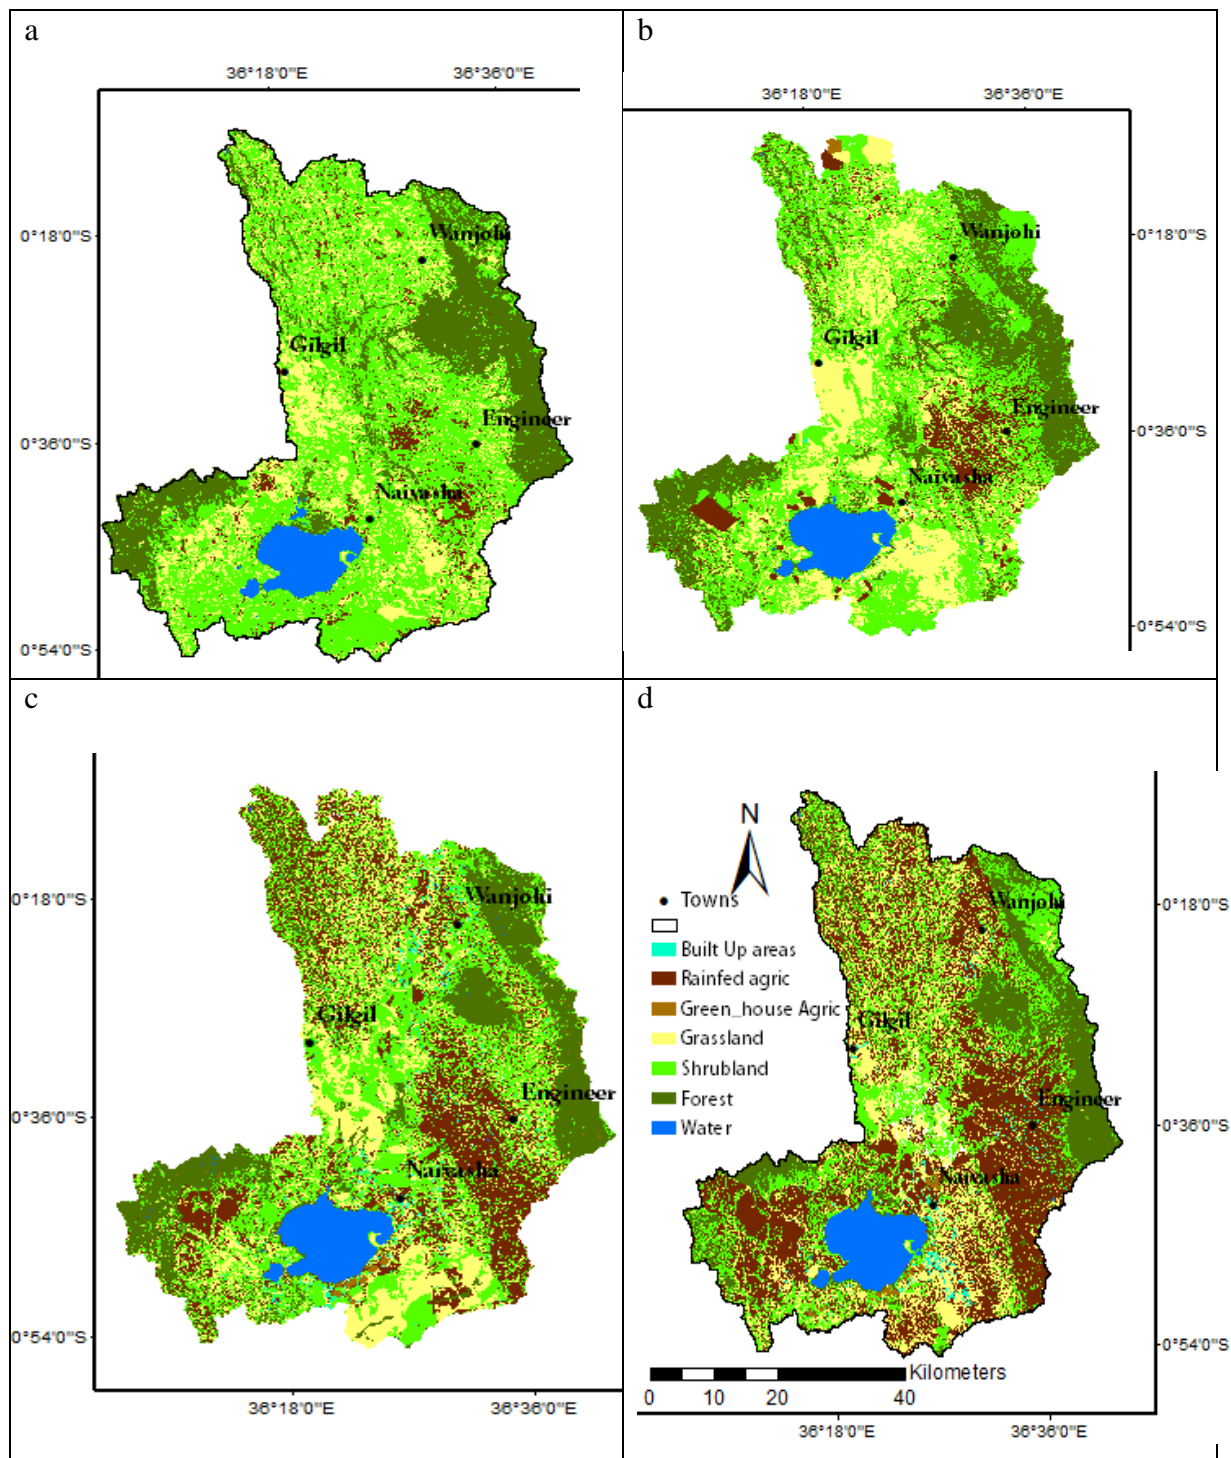 a
36°18'0"E
36°36'0"E
0°18'0"S
0°36'0"S
0°54'0"S
Wanjohi
Gilgil
Engineer
Naivasha
b
36°18'0"E
36°36'0"E
Wanjohi
Gilgil
Engineer
Naivasha
0°18'0"S
0°36'0"S
0°54'0"S
c
0°18'0"S
0°36'0"S
0°54'0"S
Wanjohi
Gilgil
Engineer
Naivasha
36°18'0"E
36°36'0"E
d
N
Towns
Built Up areas
Rainfed agric
Green_house Agric
Grassland
Shrubland
Forest
Water
Wanjohi
Gilgil
Engineer
Naivasha
0°18'0"S
0°36'0"S
0°54'0"S
Kilometers
0 10 20 40
36°18'0"E
36°36'0"E